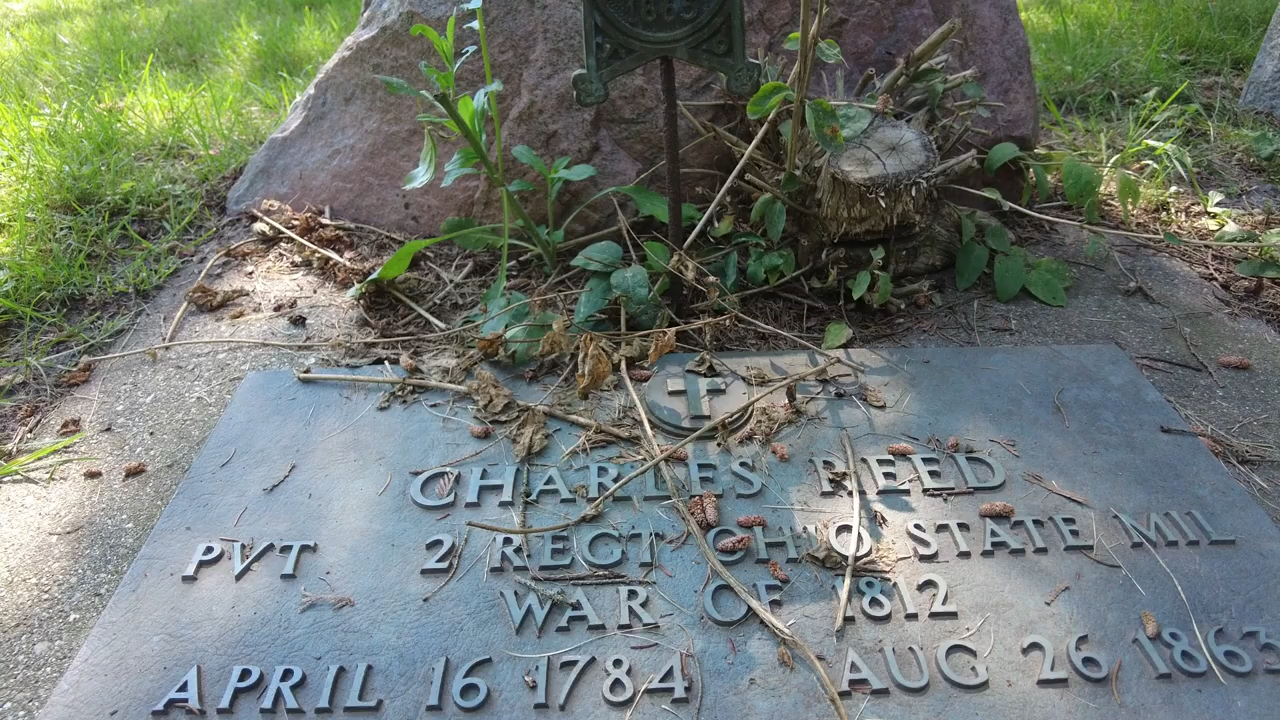 CHARLES REED
PVT 2 REGT OHIO STATE MIL
WAR OF 1812
APRIL 16 1784 AUG 26 1863